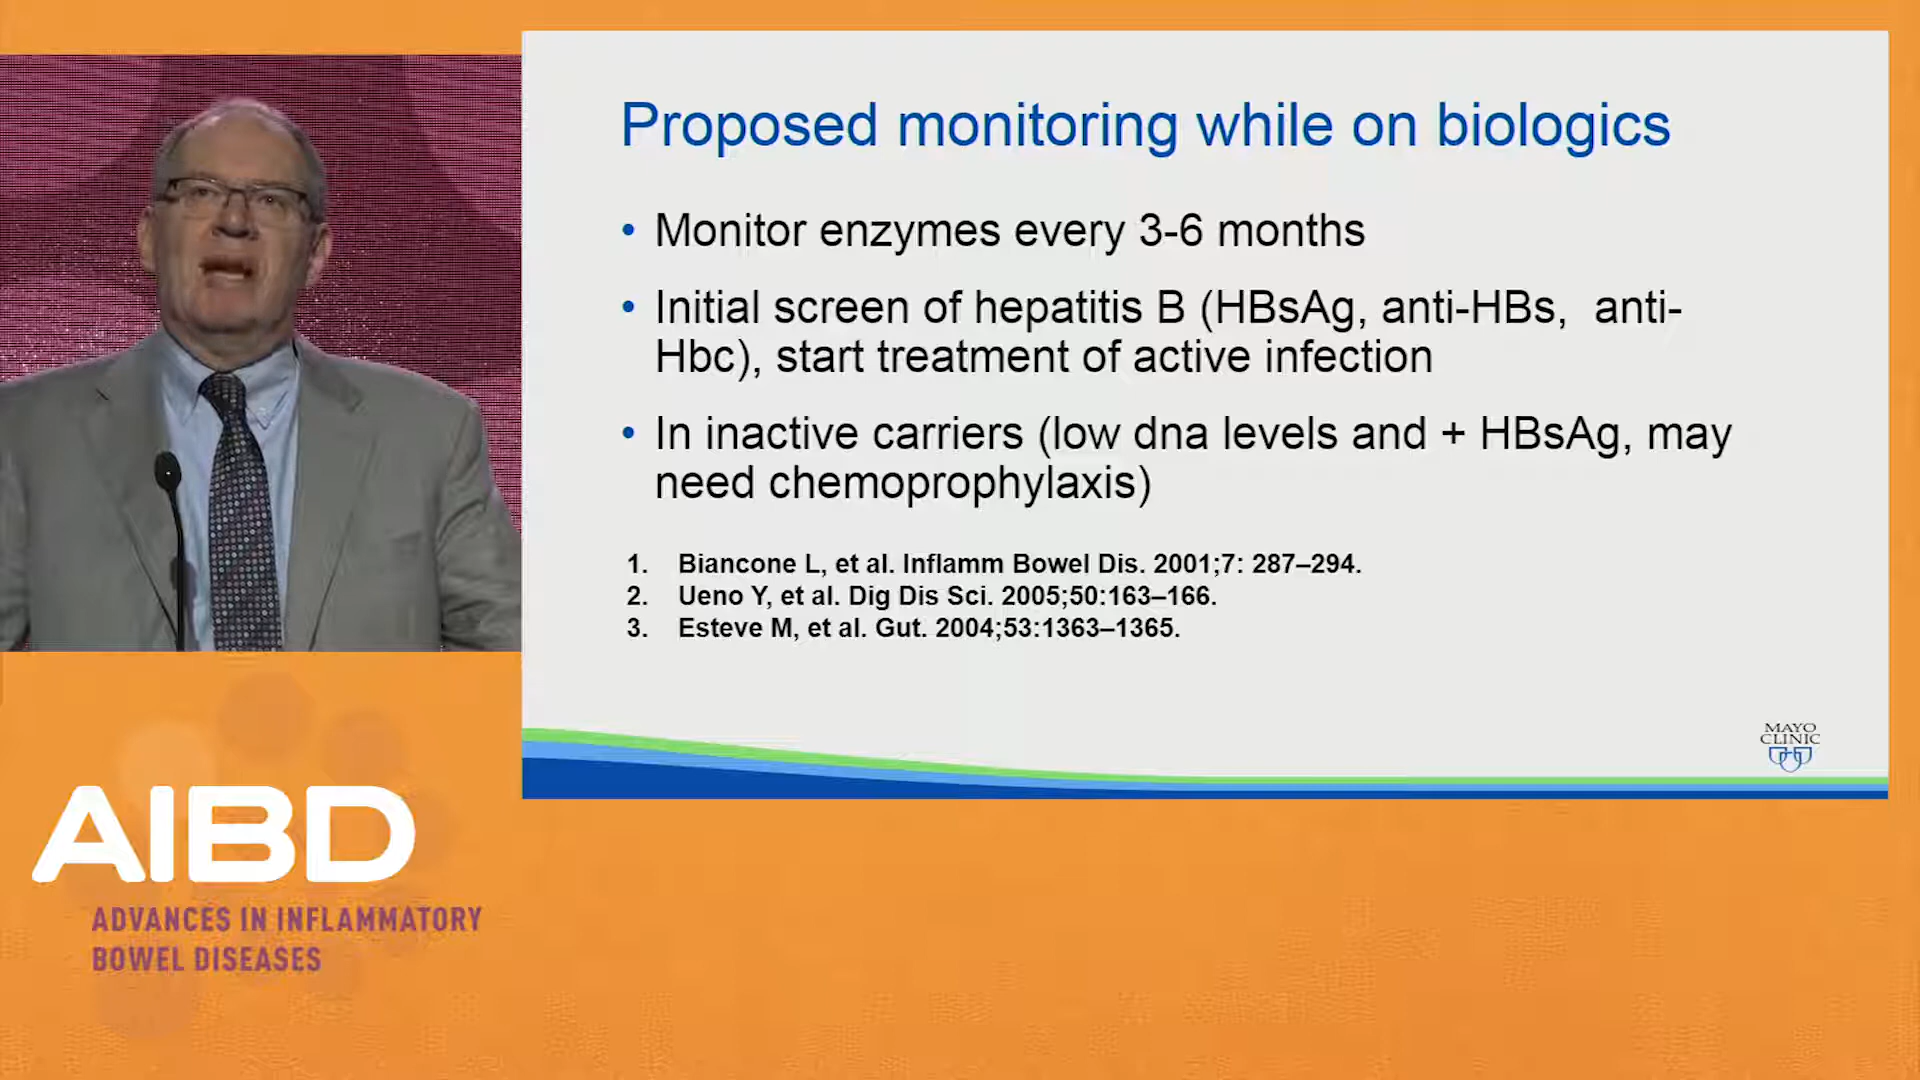 Proposed monitoring while on biologics
• Monitor enzymes every 3-6 months
• Initial screen of hepatitis B (HBsAg, anti-HBs,  anti-
Hbc), start treatment of active infection
• In inactive carriers (low dna levels and + HBsAg, may
need chemoprophylaxis)
1. Biancone L, et al. Inflamm Bowel Dis. 2001;7: 287–294.
2. Ueno Y, et al. Dig Dis Sci. 2005;50:163–166.
3. Esteve M, et al. Gut. 2004;53:1363–1365.
MAYO
CLINIC
AIBD
ADVANCES IN INFLAMMATORY
BOWEL DISEASES